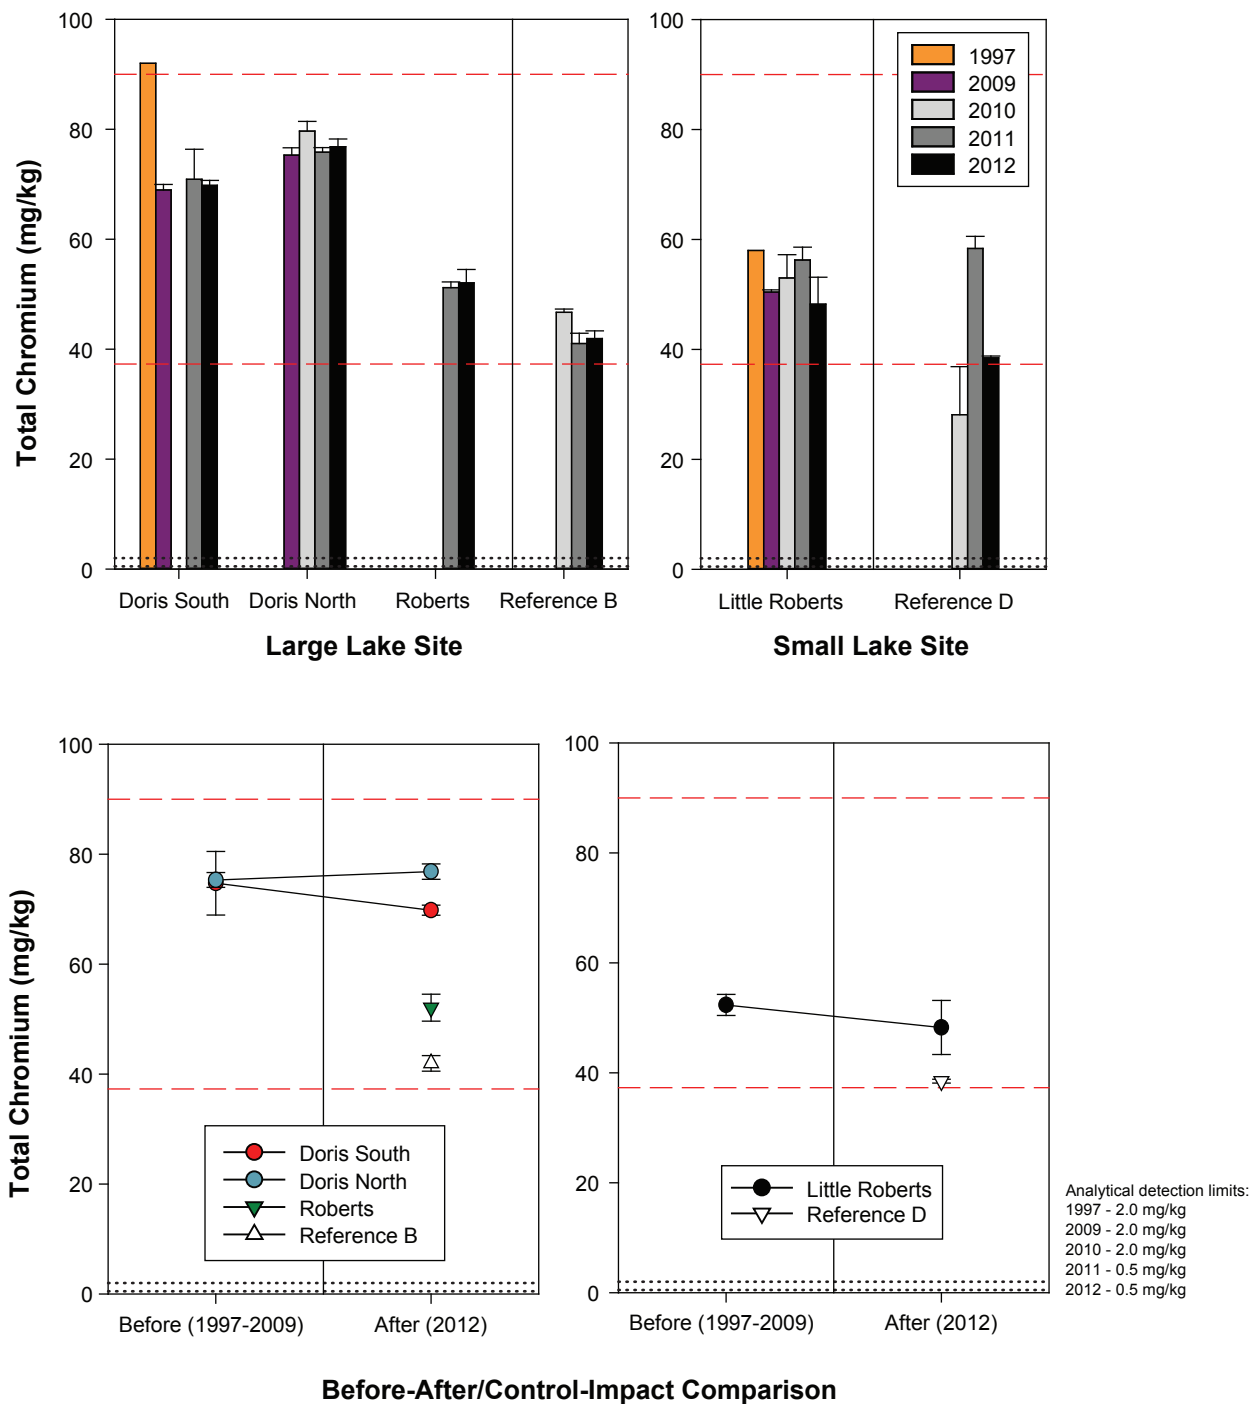 100
80
60
40
20
0
Total Chromium (mg/kg)
Doris South
Doris North
Roberts
Reference B
Large Lake Site
100
80
60
40
20
0
1997
2009
2010
2011
2012
Little Roberts
Reference D
Small Lake Site
100
80
60
40
20
0
Total Chromium (mg/kg)
Doris South
Doris North
Roberts
Reference B
Before (1997-2009)
After (2012)
100
80
60
40
20
0
Little Roberts
Reference D
Before (1997-2009)
After (2012)
Analytical detection limits:
1997 - 2.0 mg/kg
2009 - 2.0 mg/kg
2010 - 2.0 mg/kg
2011 - 0.5 mg/kg
2012 - 0.5 mg/kg
Before-After/Control-Impact Comparison